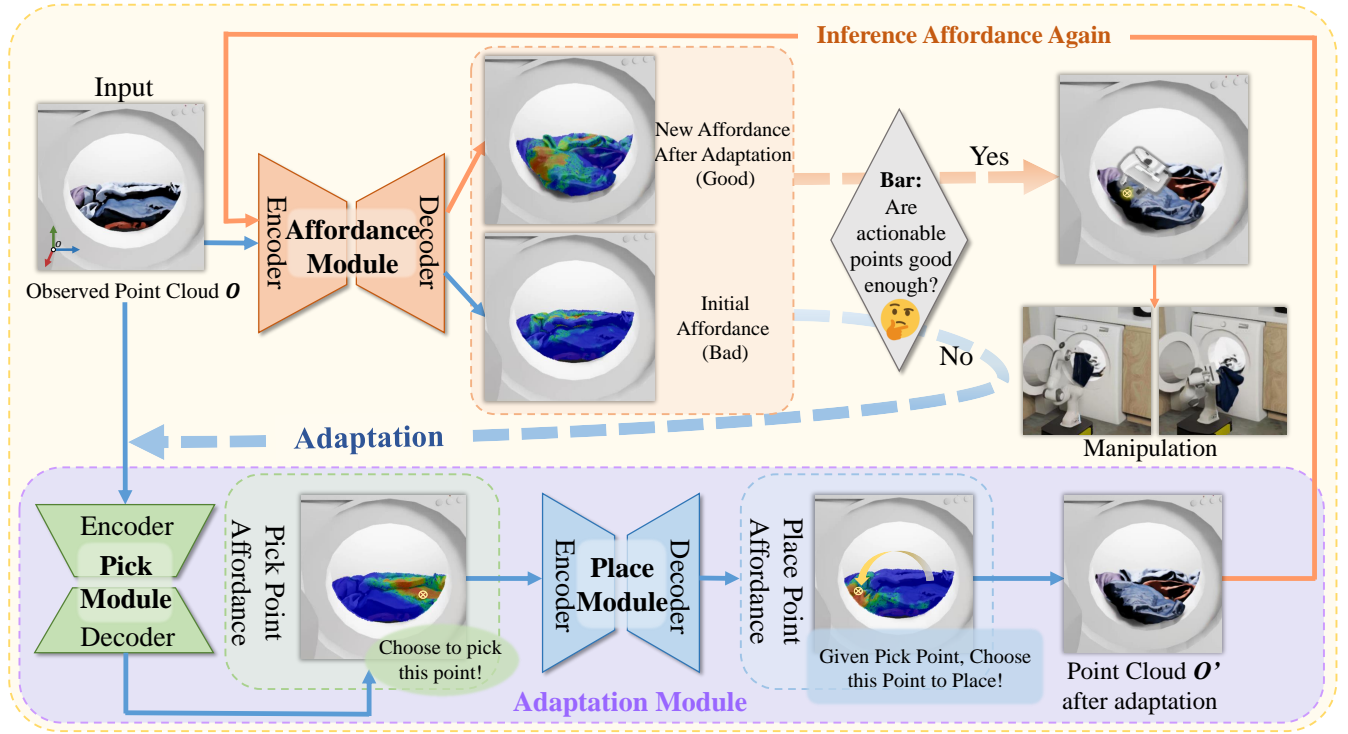 Inference Affordance Again
Input
O
Observed Point Cloud O
Encoder
Affordance
Module
Decoder
New Affordance
After Adaptation
(Good)
Initial
Affordance
(Bad)
Bar:
Are
actionable
points good
enough?
Yes
No
Manipulation
Adaptation
Encoder
Pick
Module
Decoder
Pick Point
Affordance
Choose to pick
this point!
Encoder
Place
Module
Decoder
Place Point
Affordance
Given Pick Point, Choose
this Point to Place!
Point Cloud O’
after adaptation
Adaptation Module